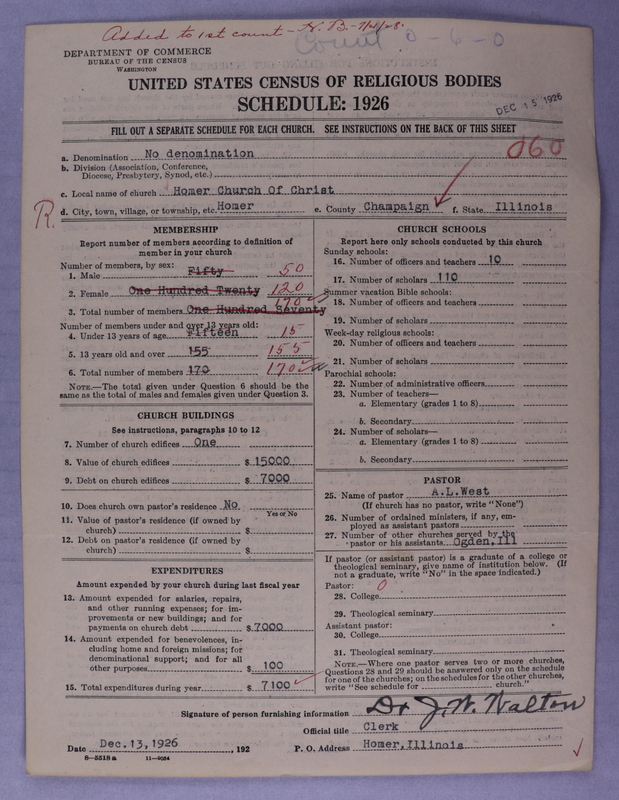 Added to 1st count - H.B. - 7/2/28.
Count 0-6-0
DEPARTMENT OF COMMERCE
BUREAU OF THE CENSUS
WASHINGTON
UNITED STATES CENSUS OF RELIGIOUS BODIES
SCHEDULE: 1926
DEC 15 1926
FILL OUT A SEPARATE SCHEDULE FOR EACH CHURCH. SEE INSTRUCTIONS ON THE BACK OF THIS SHEET
060
a. Denomination No denomination
b. Division (Association, Conference,
Diocese, Presbytery, Synod, etc.)
c. Local name of church Homer Church Of Christ
R.
d. City, town, village, or township, etc. Homer e. County Champaign f. State Illinois
MEMBERSHIP
Report number of members according to definition of
member in your church
Number of members, by sex:
1. Male Fifty 50
2. Female One Hundred Twenty 120
3. Total number of members One Hundred Seventy 170
Number of members under and over 13 years old:
4. Under 13 years of age Fifteen 15
5. 13 years old and over 155 155
6. Total number of members 170 170
NOTE.—The total given under Question 6 should be the
same as the total of males and females given under Question 3.
CHURCH BUILDINGS
See instructions, paragraphs 10 to 12
7. Number of church edifices One
8. Value of church edifices $ 15000
9. Debt on church edifices $ 7000
10. Does church own pastor's residence No
Yes or No
11. Value of pastor's residence (if owned by
church) $
12. Debt on pastor's residence (if owned by
church) $
EXPENDITURES
Amount expended by your church during last fiscal year
13. Amount expended for salaries, repairs,
and other running expenses; for im-
provements or new buildings; and for
payments on church debt $ 7000
14. Amount expended for benevolences, in-
cluding home and foreign missions; for
denominational support; and for all
other purposes $ 100
15. Total expenditures during year $ 7100
CHURCH SCHOOLS
Report here only schools conducted by this church
Sunday schools:
16. Number of officers and teachers 10
17. Number of scholars 110
Summer vacation Bible schools:
18. Number of officers and teachers
19. Number of scholars
Week-day religious schools:
20. Number of officers and teachers
21. Number of scholars
Parochial schools:
22. Number of administrative officers
23. Number of teachers—
a. Elementary (grades 1 to 8)
b. Secondary
24. Number of scholars—
a. Elementary (grades 1 to 8)
b. Secondary
PASTOR
25. Name of pastor A.L.West
(If church has no pastor, write "None")
26. Number of ordained ministers, if any, em-
ployed as assistant pastors
27. Number of other churches served by the
pastor or his assistants Ogden,Ill
If pastor (or assistant pastor) is a graduate of a college or
theological seminary, give name of institution below. (If
not a graduate, write "No" in the space indicated.)
Pastor: 0
28. College
29. Theological seminary
Assistant pastor:
30. College
31. Theological seminary
NOTE.—Where one pastor serves two or more churches,
Questions 28 and 29 should be answered only on the schedule
for one of the churches; on the schedules for the other churches,
write "See schedule for church."
Signature of person furnishing information Dr J. W. Walton
Official title Clerk
Date Dec.13,1926 , 192 P. O. Address Homer,Illinois
8—5518 a 11—9084